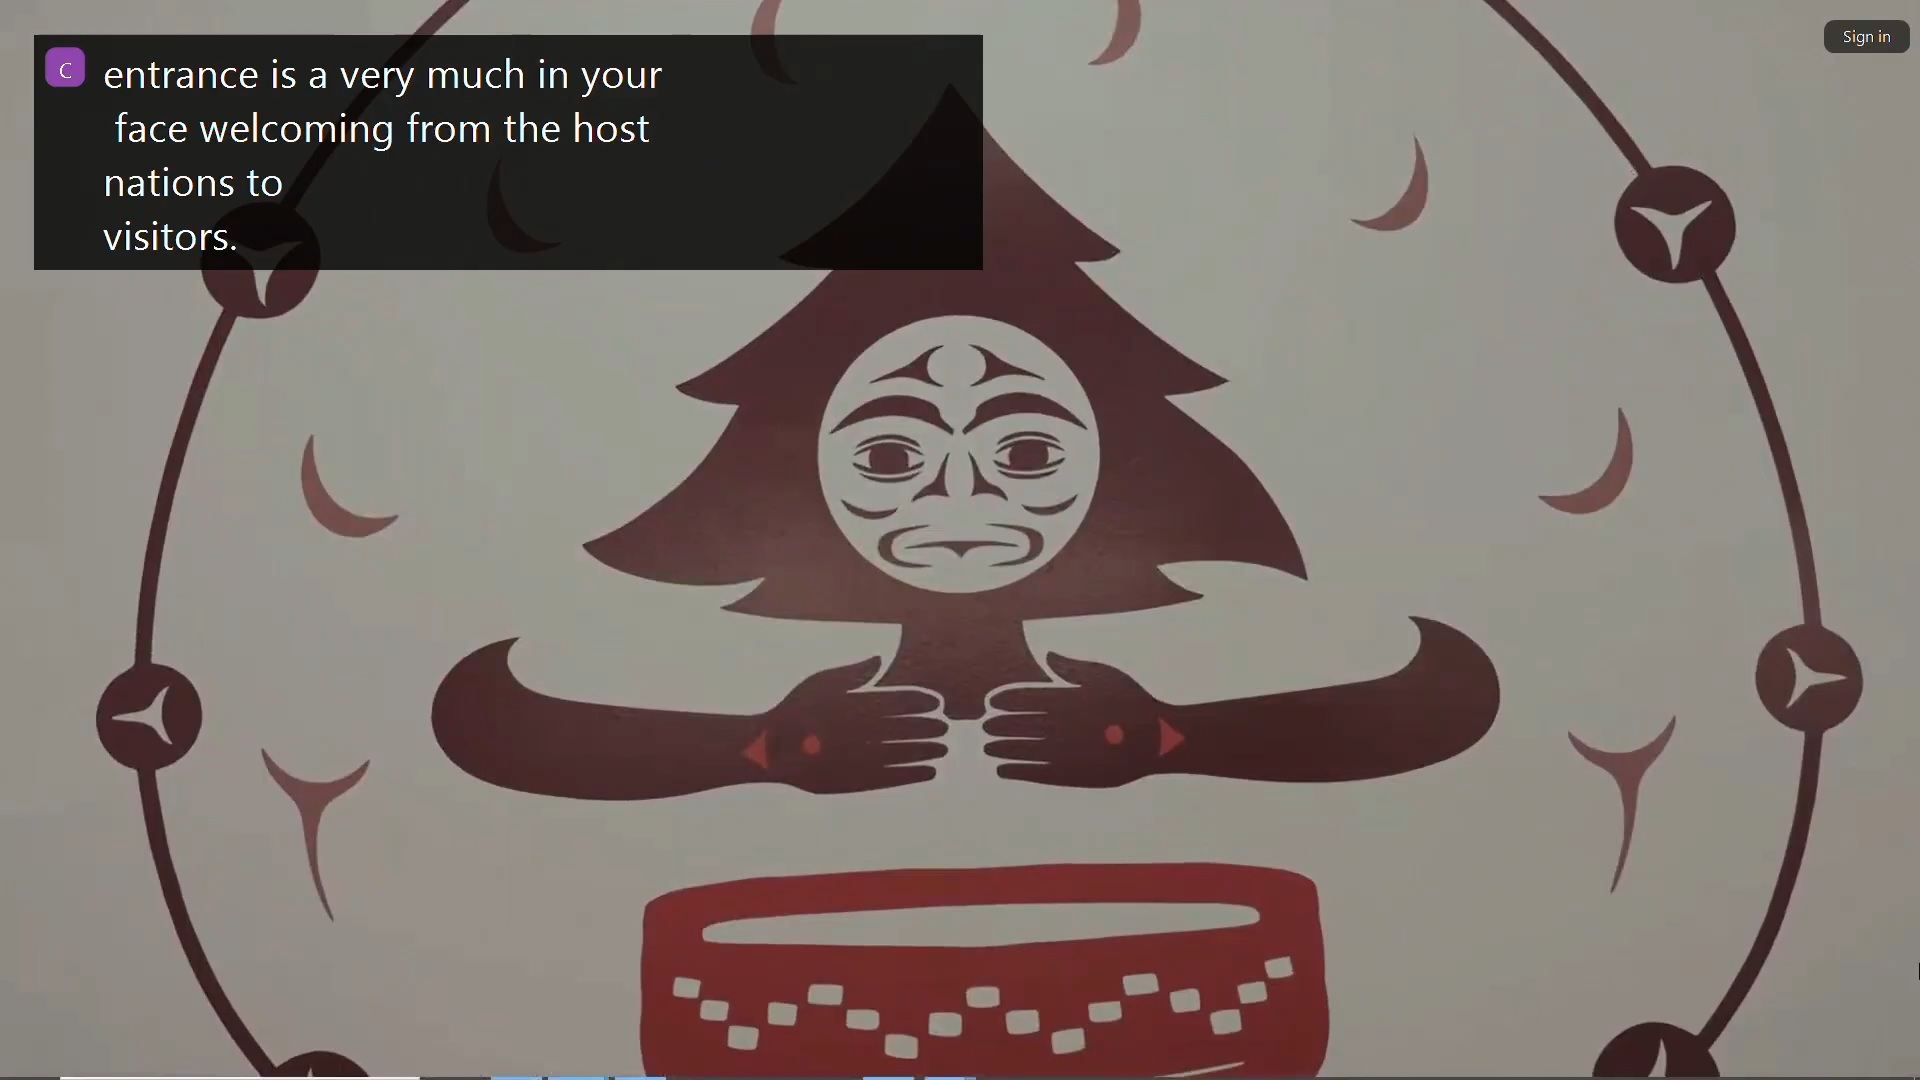 Sign in
C
entrance is a very much in your
face welcoming from the host
nations to
visitors.